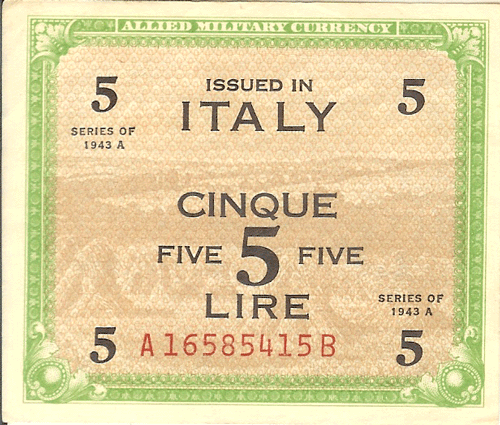 ALLIED MILITARY CURRENCY
5 ISSUED IN 5
ITALY
SERIES OF
1943 A
CINQUE
FIVE 5 FIVE
LIRE
SERIES OF
1943 A
5 A16585415B 5